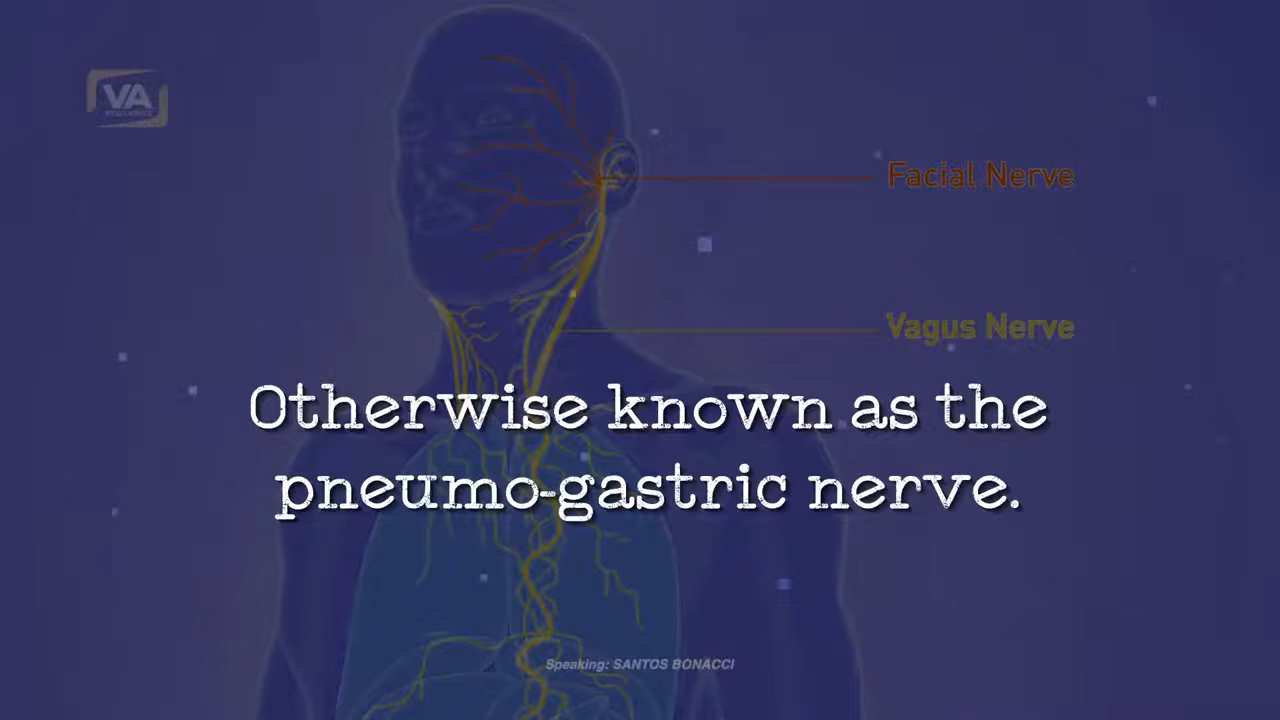 VA
Facial Nerve
Vagus Nerve
Otherwise known as the
pneumo-gastric nerve.
Speaking: SANTOS BONACCI